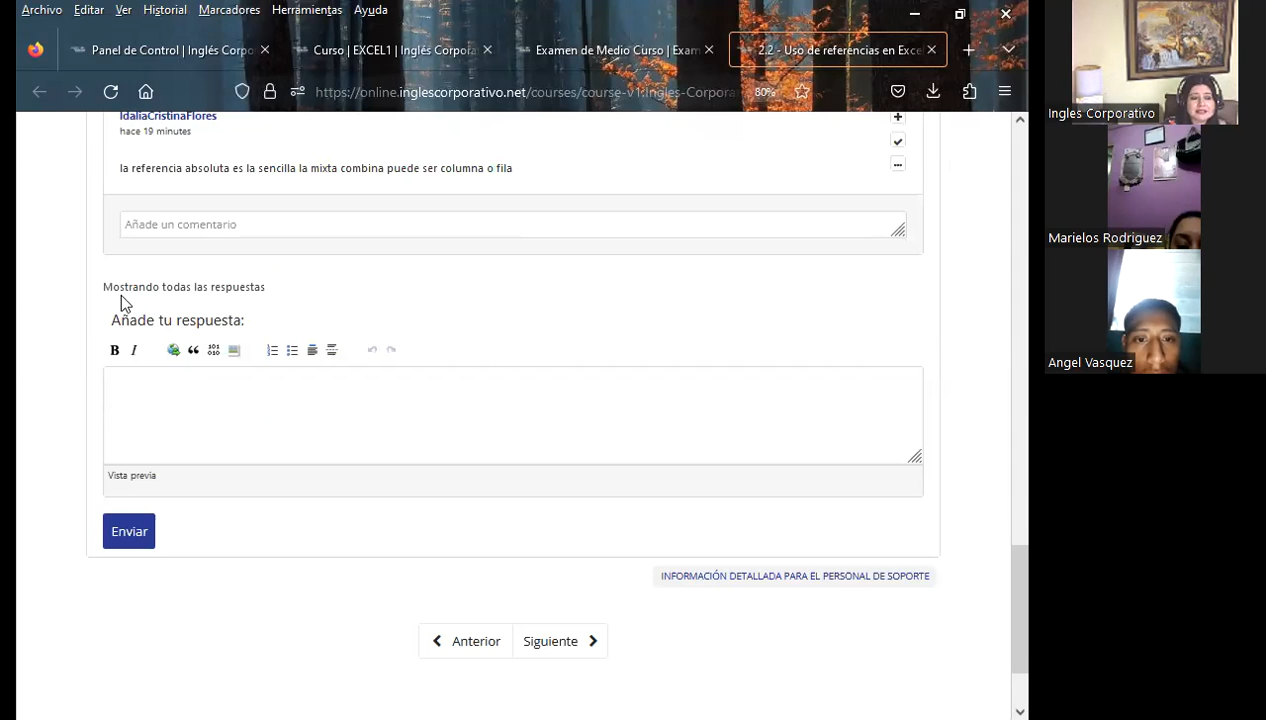 Archivo Editar Ver Historial Marcadores Herramientas Ayuda
Panel de Control | Inglés Corpo
Curso | EXCEL1 | Inglés Corpora
Examen de Medio Curso | Exam
2.2 - Uso de referencias en Exce
https://online.inglescorporativo.net/courses/course-v1:Ingles-Corpora
80%
IdaliaCristinaFlores
hace 19 minutes
la referencia absoluta es la sencilla la mixta combina puede ser columna o fila
Añade un comentario
Mostrando todas las respuestas
Añade tu respuesta:
B I
101
010
Vista previa
Enviar
INFORMACIÓN DETALLADA PARA EL PERSONAL DE SOPORTE
Anterior
Siguiente
Ingles Corporativo
Marielos Rodriguez
Angel Vasquez